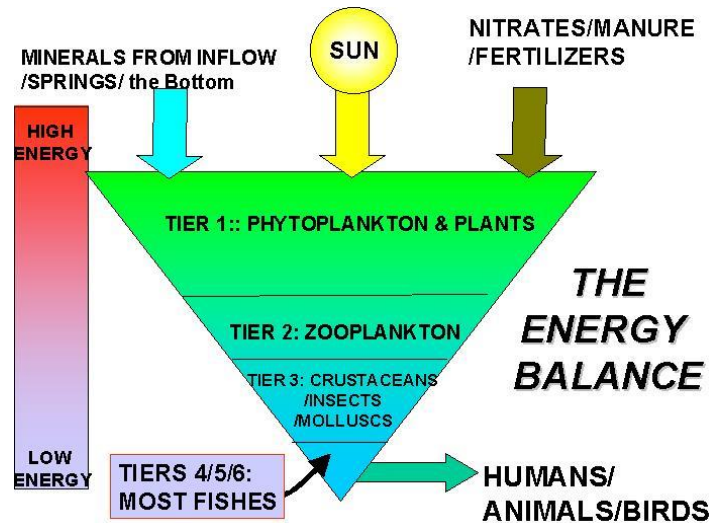 MINERALS FROM INFLOW
/SPRINGS/ the Bottom
SUN
NITRATES/MANURE
/FERTILIZERS
HIGH
ENERGY
TIER 1:: PHYTOPLANKTON & PLANTS
TIER 2: ZOOPLANKTON
TIER 3: CRUSTACEANS
/INSECTS
/MOLLUSCS
THE
ENERGY
BALANCE
LOW
ENERGY
TIERS 4/5/6:
MOST FISHES
HUMANS/
ANIMALS/BIRDS